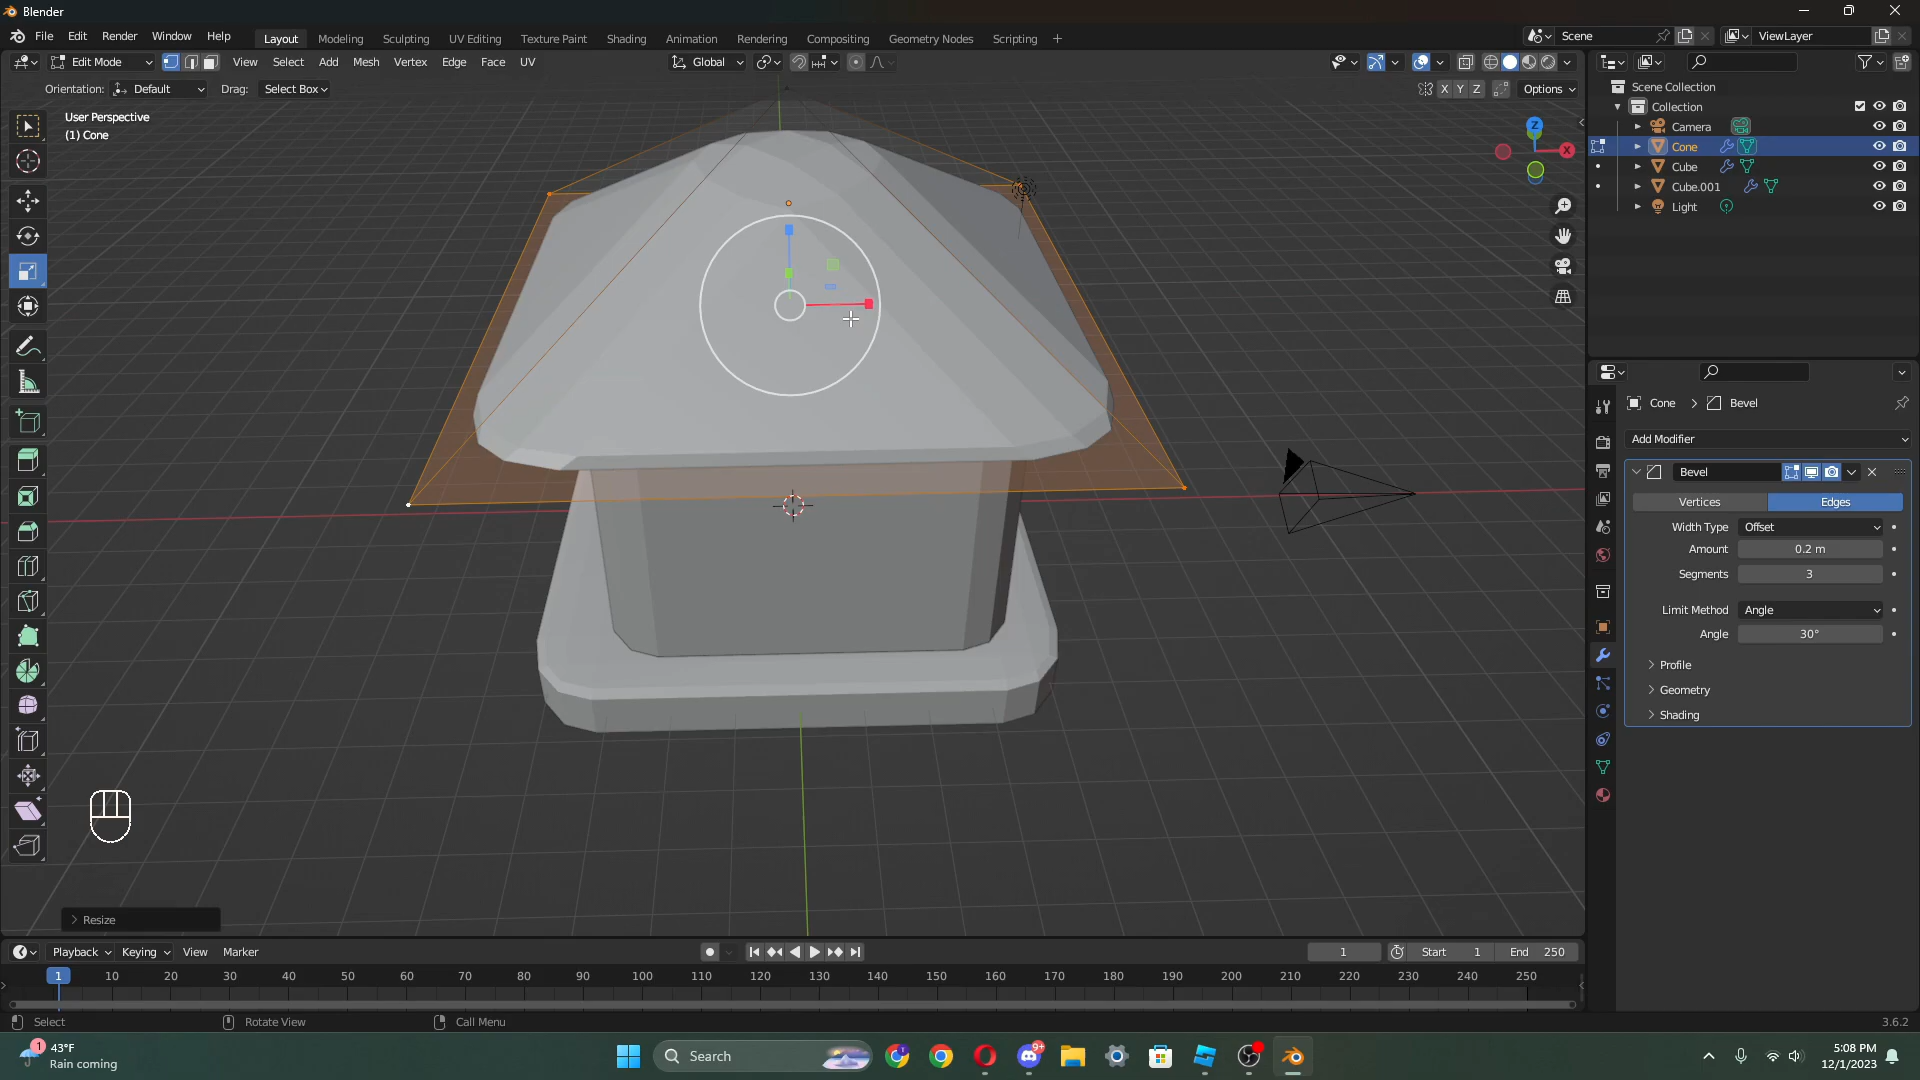 Blender
File Edit Render Window Help Layout Modeling Sculpting UV Editing Texture Paint Shading Animation Rendering Compositing Geometry Nodes Scripting + Scene ViewLayer
Edit Mode View Select Add Mesh Vertex Edge Face UV Global
Orientation: Default Drag: Select Box X Y Z Options
User Perspective
(1) Cone
Z
X
Scene Collection
Collection
Camera
Cone
Cube
Cube.001
Light
Cone > Bevel
Add Modifier
Bevel
Vertices Edges
Width Type Offset
Amount 0.2 m
Segments 3
Limit Method Angle
Angle 30°
Profile
Geometry
Shading
> Resize
Playback Keying View Marker 1 Start 1 End 250
1 10 20 30 40 50 60 70 80 90 100 110 120 130 140 150 160 170 180 190 200 210 220 230 240 250
Select Rotate View Call Menu 3.6.2
1 43°F
Rain coming
Search
9+
5:08 PM
12/1/2023